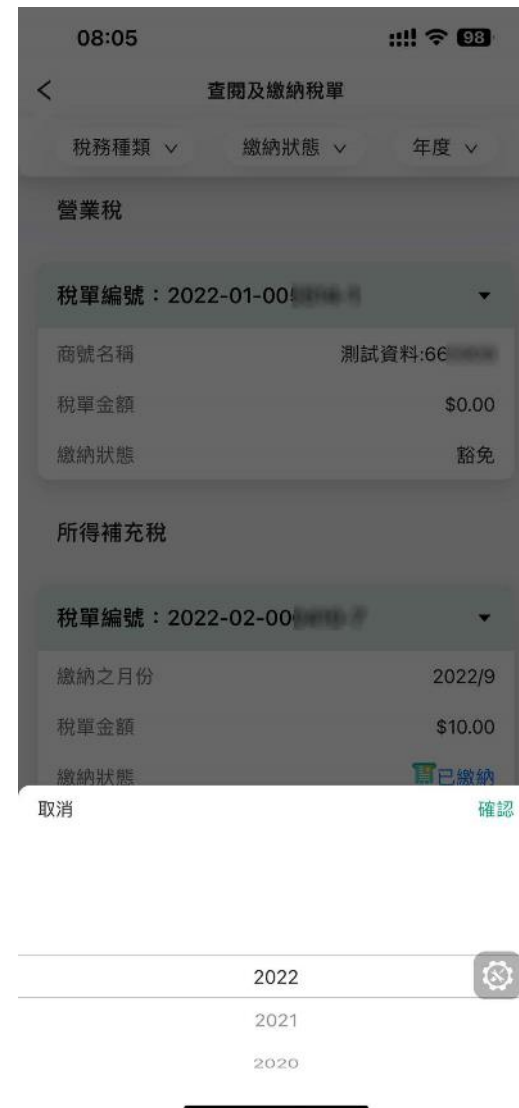 08:05
98
查閱及繳納稅單
稅務種類 繳納狀態 年度
營業稅
稅單編號：2022-01-00
商號名稱 測試資料:66
稅單金額 $0.00
繳納狀態 豁免
所得補充稅
稅單編號：2022-02-00
繳納之月份 2022/9
稅單金額 $10.00
繳納狀態 已繳納
取消 確認
2022
2021
2020